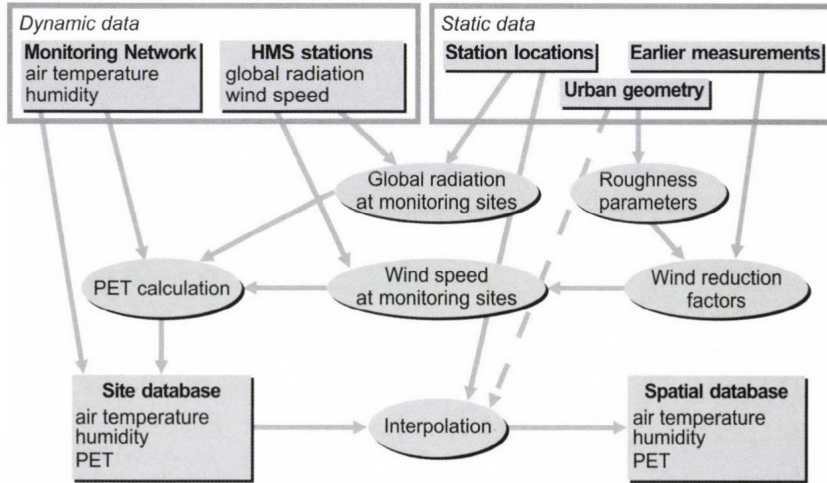 Dynamic data
Monitoring Network
air temperature
humidity
HMS stations
global radiation
wind speed
Static data
Station locations
Earlier measurements
Urban geometry
Global radiation
at monitoring sites
Roughness
parameters
PET calculation
Wind speed
at monitoring sites
Wind reduction
factors
Site database
air temperature
humidity
PET
Interpolation
Spatial database
air temperature
humidity
PET